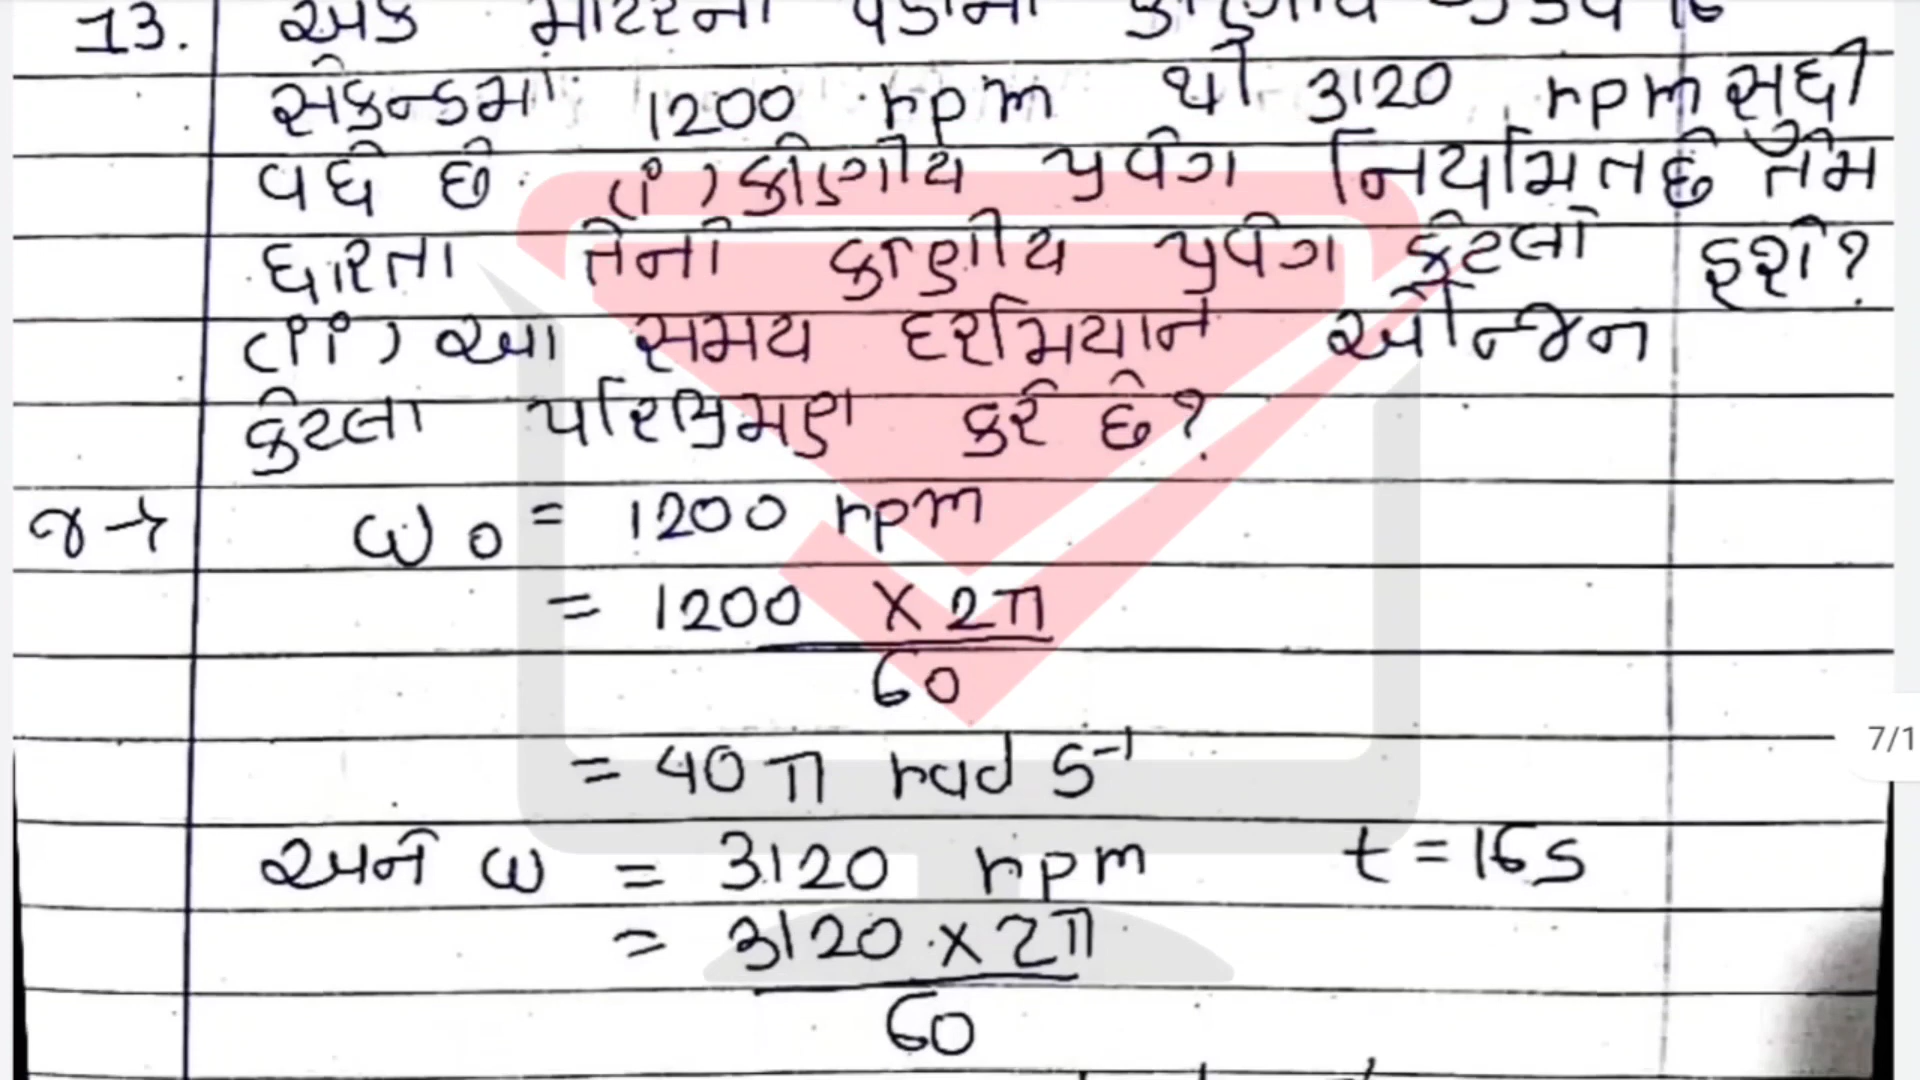 13. એક મોટરના પૈડાંની કોણીય ઝડપ 16
સેકન્ડમાં 1200 rpm થી 3120 rpm સુધી
વધે છે. (i) કોણીય પ્રવેગ નિયમિત છે તેમ
ધારતા તેનો કોણીય પ્રવેગ કેટલો હશે?
(ii) આ સમય દરમિયાન એન્જિન
કેટલા પરિભ્રમણ કરે છે?
જ→ ω0 = 1200 rpm
= 1200 × 2π
60
= 40 π rad s⁻¹
અને ω = 3120 rpm t = 16s
= 3120 × 2π
60
7/1